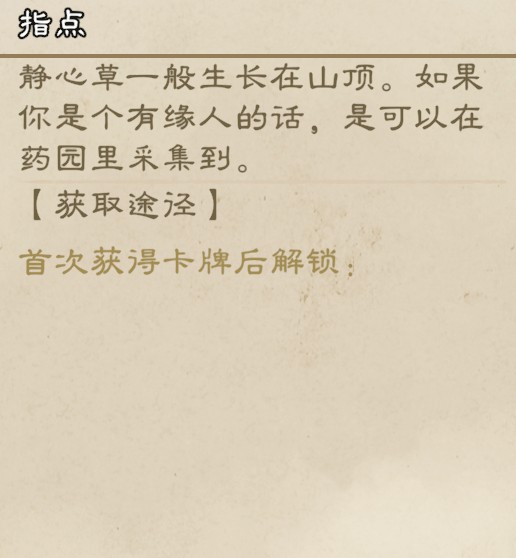 指点
静心草一般生长在山顶。如果
你是个有缘人的话，是可以在
药园里采集到。
【获取途径】
首次获得卡牌后解锁：